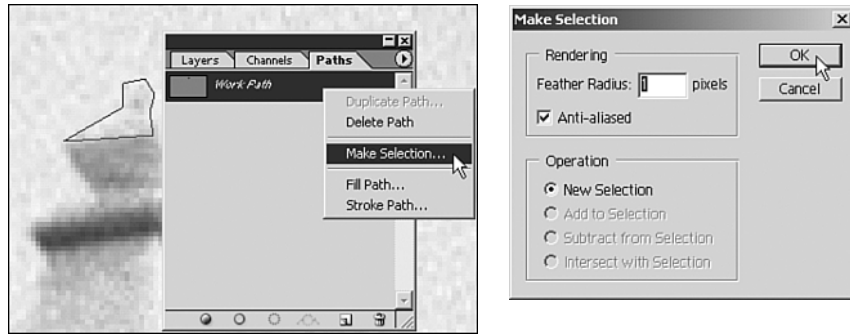 Layers Channels Paths
Work Path
Duplicate Path...
Delete Path
Make Selection...
Fill Path...
Stroke Path...
Make Selection
Rendering
Feather Radius: 1 pixels
Anti-aliased
OK
Cancel
Operation
New Selection
Add to Selection
Subtract from Selection
Intersect with Selection